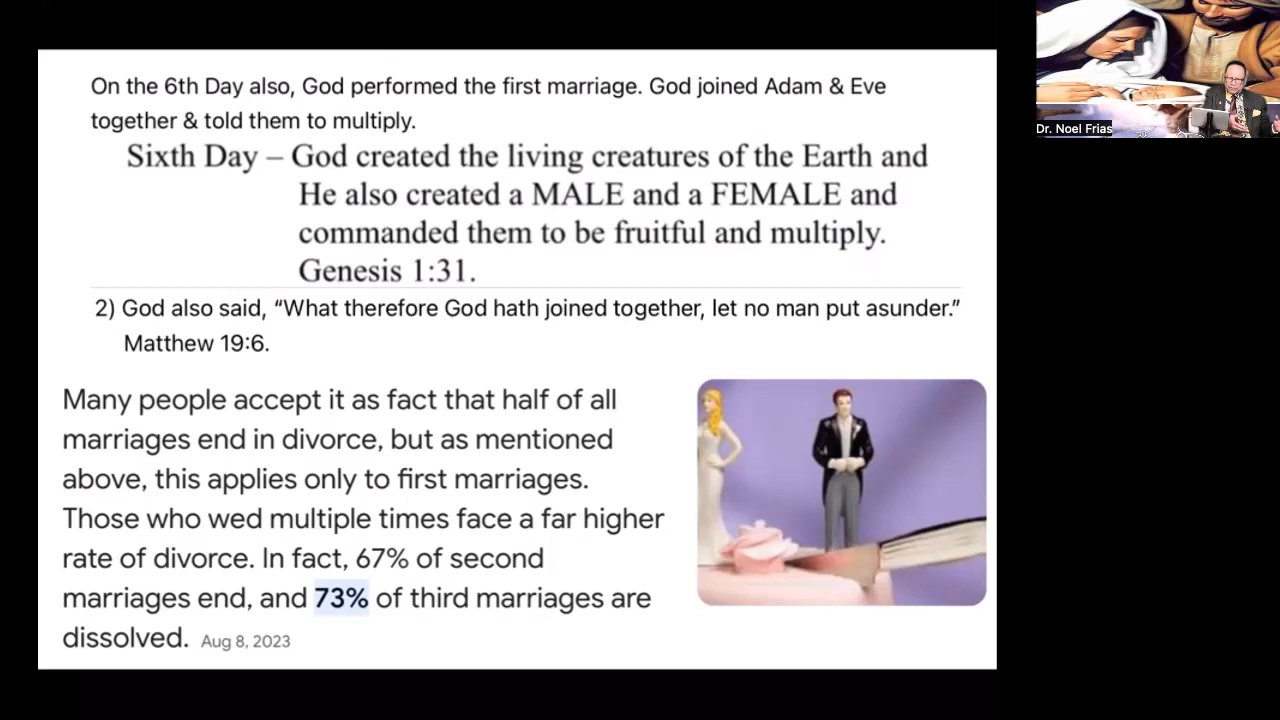 On the 6th Day also, God performed the first marriage. God joined Adam & Eve
together & told them to multiply.
Sixth Day – God created the living creatures of the Earth and
He also created a MALE and a FEMALE and
commanded them to be fruitful and multiply.
Genesis 1:31.
2) God also said, “What therefore God hath joined together, let no man put asunder.”
Matthew 19:6.
Many people accept it as fact that half of all
marriages end in divorce, but as mentioned
above, this applies only to first marriages.
Those who wed multiple times face a far higher
rate of divorce. In fact, 67% of second
marriages end, and 73% of third marriages are
dissolved. Aug 8, 2023
Dr. Noel Frias